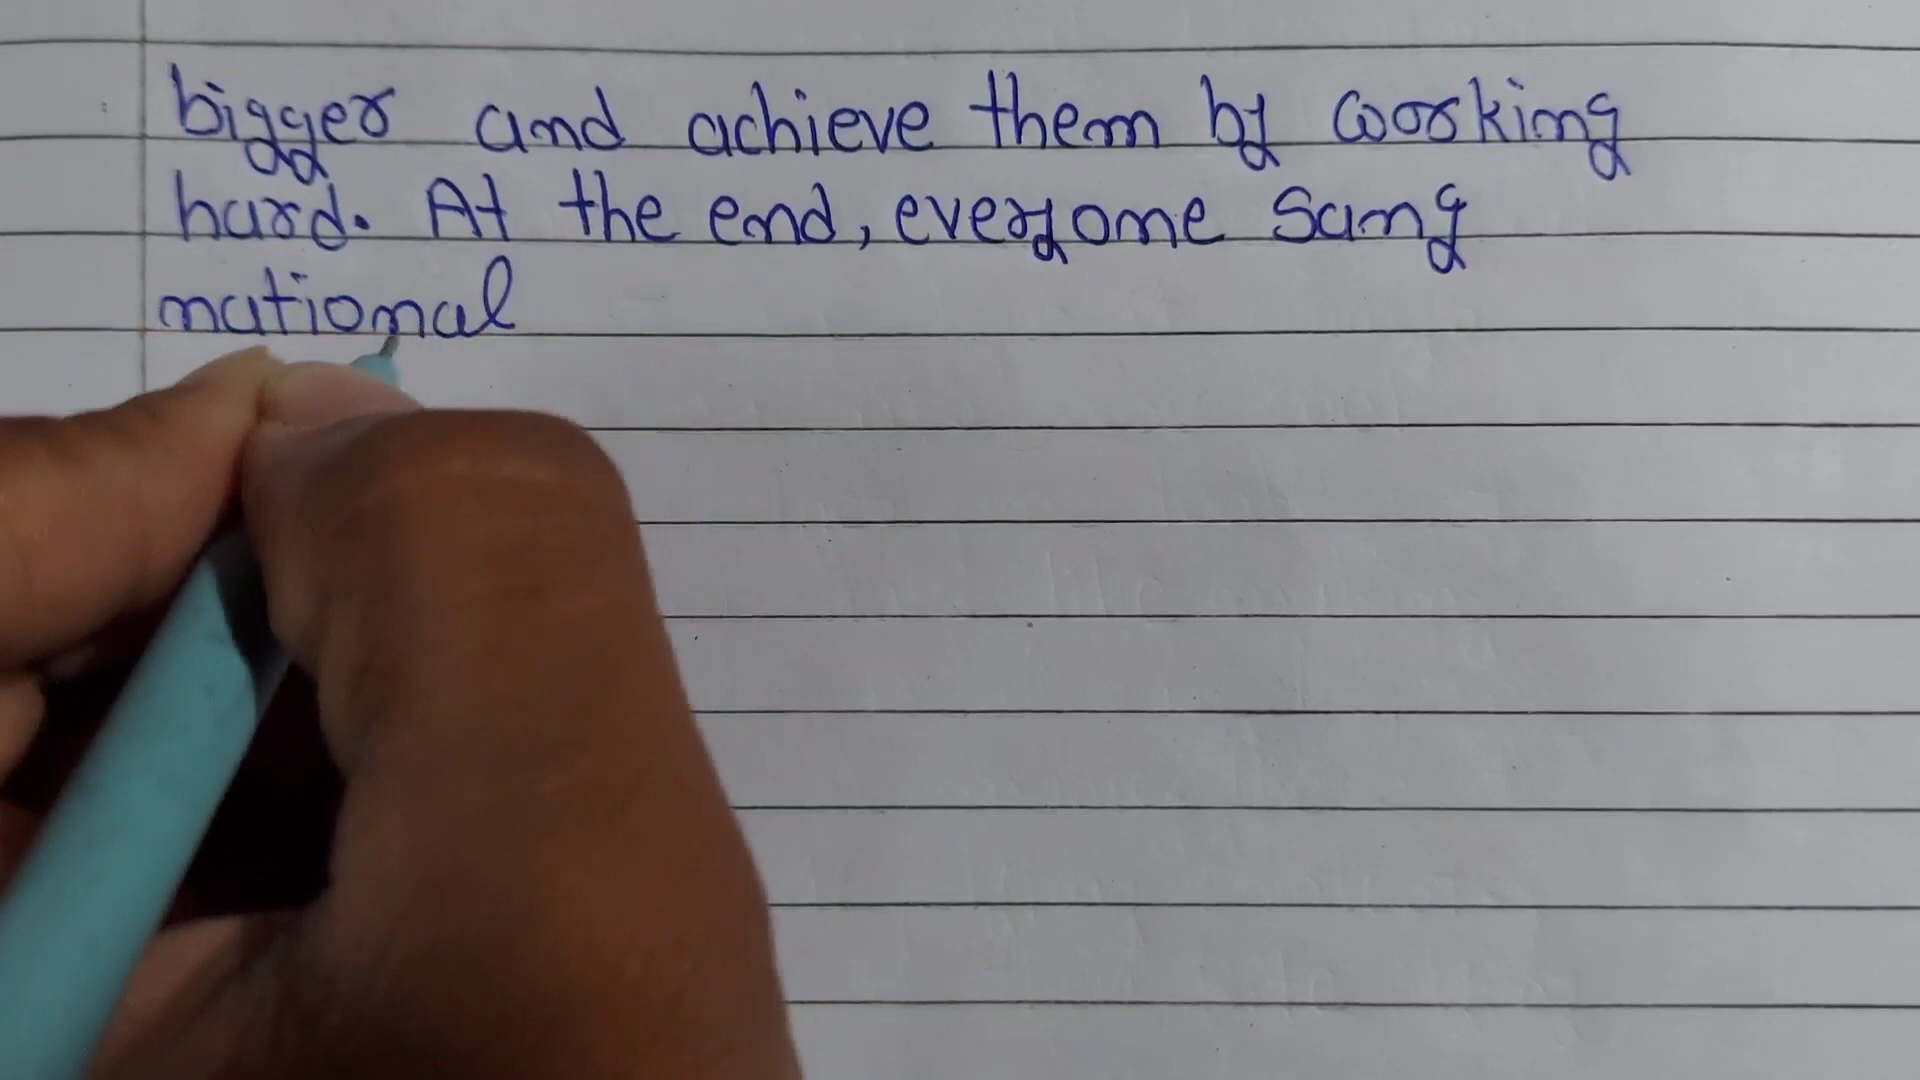 bigger and achieve them by working
hard. At the end, everyone sang
national